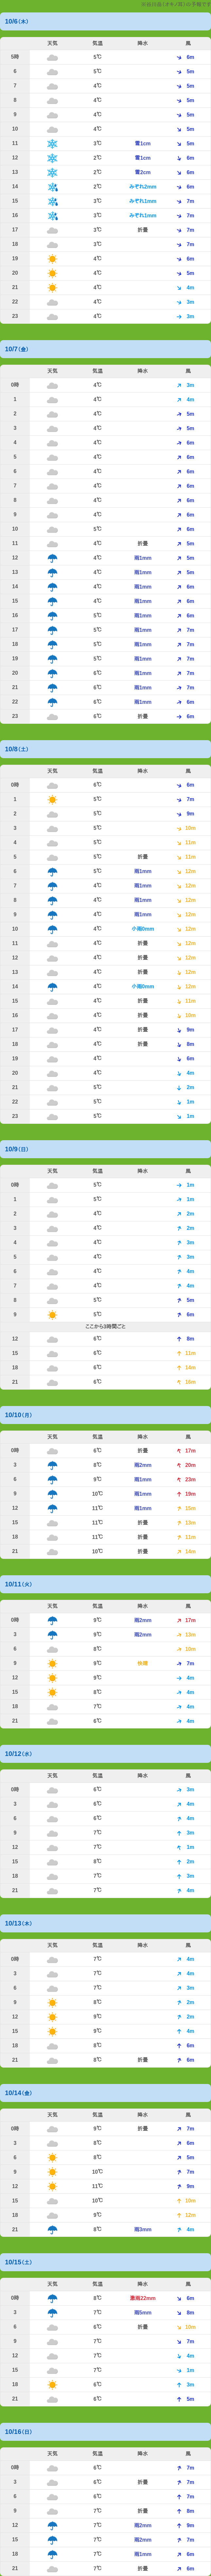 10/6(木)
天気 気温 降水 風
5時 5℃ 6m
6 5℃ 5m
7 4℃ 5m
8 4℃ 5m
9 4℃ 5m
10 4℃ 5m
11 3℃ 雪1cm 5m
12 2℃ 雪1cm 6m
13 2℃ 雪2cm 5m
14 2℃ みぞれ2mm 6m
15 3℃ みぞれ1mm 7m
16 3℃ みぞれ1mm 7m
17 3℃ 折畳 7m
18 3℃ 7m
19 4℃ 6m
20 4℃ 5m
21 4℃ 4m
22 4℃ 3m
23 4℃ 3m
10/7(金)
天気 気温 降水 風
0時 4℃ 3m
1 4℃ 4m
2 4℃ 5m
3 4℃ 5m
4 4℃ 6m
5 4℃ 6m
6 4℃ 6m
7 4℃ 6m
8 4℃ 6m
9 4℃ 6m
10 5℃ 6m
11 4℃ 折畳 5m
12 4℃ 雨1mm 5m
13 4℃ 雨1mm 5m
14 4℃ 雨1mm 6m
15 4℃ 雨1mm 6m
16 5℃ 雨1mm 6m
17 5℃ 雨1mm 7m
18 5℃ 雨1mm 7m
19 5℃ 雨1mm 7m
20 6℃ 雨1mm 7m
21 6℃ 雨1mm 7m
22 6℃ 雨1mm 6m
23 6℃ 折畳 6m
10/8(土)
天気 気温 降水 風
0時 6℃ 6m
1 5℃ 7m
2 5℃ 9m
3 5℃ 10m
4 5℃ 11m
5 5℃ 折畳 11m
6 5℃ 雨1mm 12m
7 4℃ 雨1mm 12m
8 4℃ 雨1mm 12m
9 4℃ 雨1mm 12m
10 4℃ 小雨0mm 12m
11 4℃ 折畳 12m
12 4℃ 折畳 12m
13 4℃ 折畳 12m
14 4℃ 小雨0mm 12m
15 4℃ 折畳 11m
16 4℃ 折畳 10m
17 4℃ 折畳 9m
18 4℃ 折畳 8m
19 4℃ 6m
20 4℃ 4m
21 5℃ 2m
22 5℃ 1m
23 5℃ 1m
10/9(日)
天気 気温 降水 風
0時 5℃ 1m
1 5℃ 1m
2 4℃ 2m
3 4℃ 2m
4 4℃ 3m
5 4℃ 3m
6 4℃ 4m
7 4℃ 4m
8 5℃ 5m
9 5℃ 6m
ここから3時間ごと
12 6℃ 8m
15 6℃ 11m
18 6℃ 14m
21 6℃ 16m
10/10(月)
天気 気温 降水 風
0時 6℃ 折畳 17m
3 8℃ 雨2mm 20m
6 9℃ 雨1mm 23m
9 10℃ 雨1mm 19m
12 11℃ 雨1mm 15m
15 11℃ 折畳 13m
18 11℃ 折畳 11m
21 10℃ 折畳 14m
10/11(火)
天気 気温 降水 風
0時 9℃ 雨2mm 17m
3 9℃ 雨2mm 13m
6 8℃ 10m
9 9℃ 快晴 7m
12 9℃ 4m
15 8℃ 4m
18 7℃ 4m
21 6℃ 4m
10/12(水)
天気 気温 降水 風
0時 6℃ 3m
3 6℃ 4m
6 6℃ 4m
9 7℃ 3m
12 7℃ 1m
15 8℃ 2m
18 7℃ 3m
21 7℃ 4m
10/13(木)
天気 気温 降水 風
0時 7℃ 4m
3 7℃ 4m
6 7℃ 3m
9 8℃ 2m
12 9℃ 2m
15 9℃ 4m
18 8℃ 6m
21 8℃ 折畳 6m
10/14(金)
天気 気温 降水 風
0時 9℃ 折畳 7m
3 8℃ 6m
6 8℃ 5m
9 10℃ 7m
12 11℃ 9m
15 10℃ 10m
18 9℃ 12m
21 8℃ 雨3mm 4m
10/15(土)
天気 気温 降水 風
0時 8℃ 激雨22mm 6m
3 7℃ 雨5mm 8m
6 6℃ 折畳 10m
9 7℃ 7m
12 7℃ 4m
15 7℃ 1m
18 6℃ 3m
21 6℃ 5m
10/16(日)
天気 気温 降水 風
0時 6℃ 7m
3 6℃ 折畳 7m
6 6℃ 7m
9 7℃ 折畳 8m
12 7℃ 雨2mm 9m
15 7℃ 雨2mm 7m
18 7℃ 雨1mm 6m
21 7℃ 折畳 6m